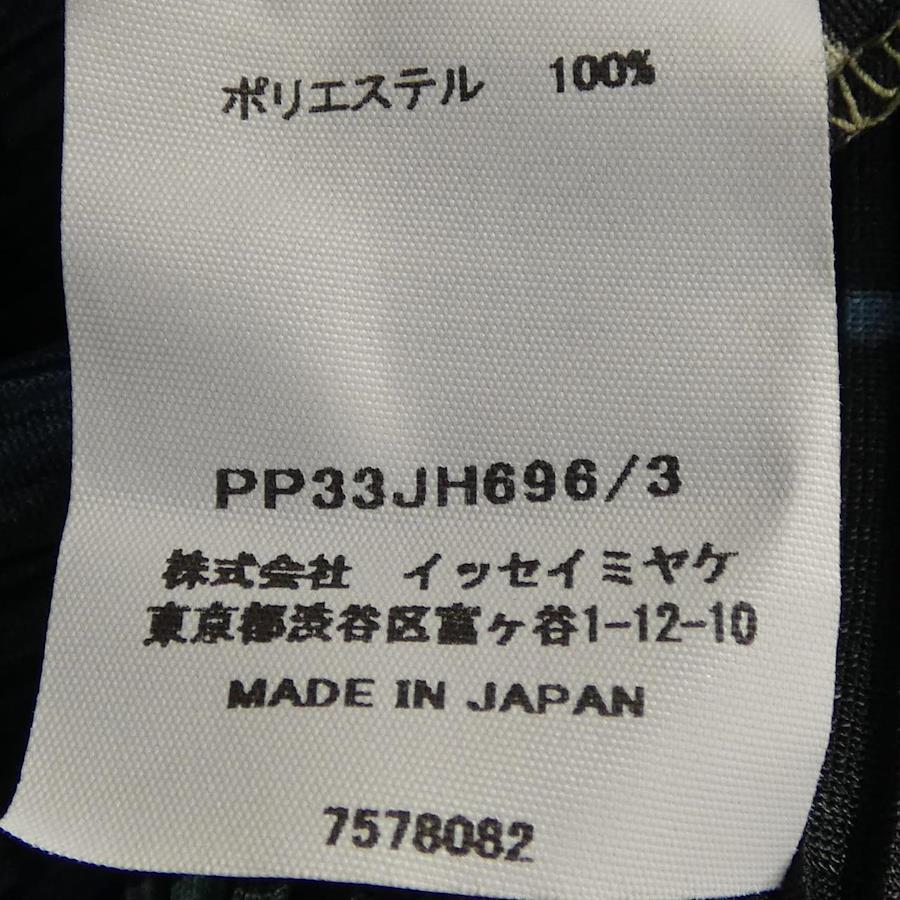 ポリエステル 100%
PP33JH696/3
株式会社 イッセイミヤケ
東京都渋谷区富ヶ谷1-12-10
MADE IN JAPAN
7578082